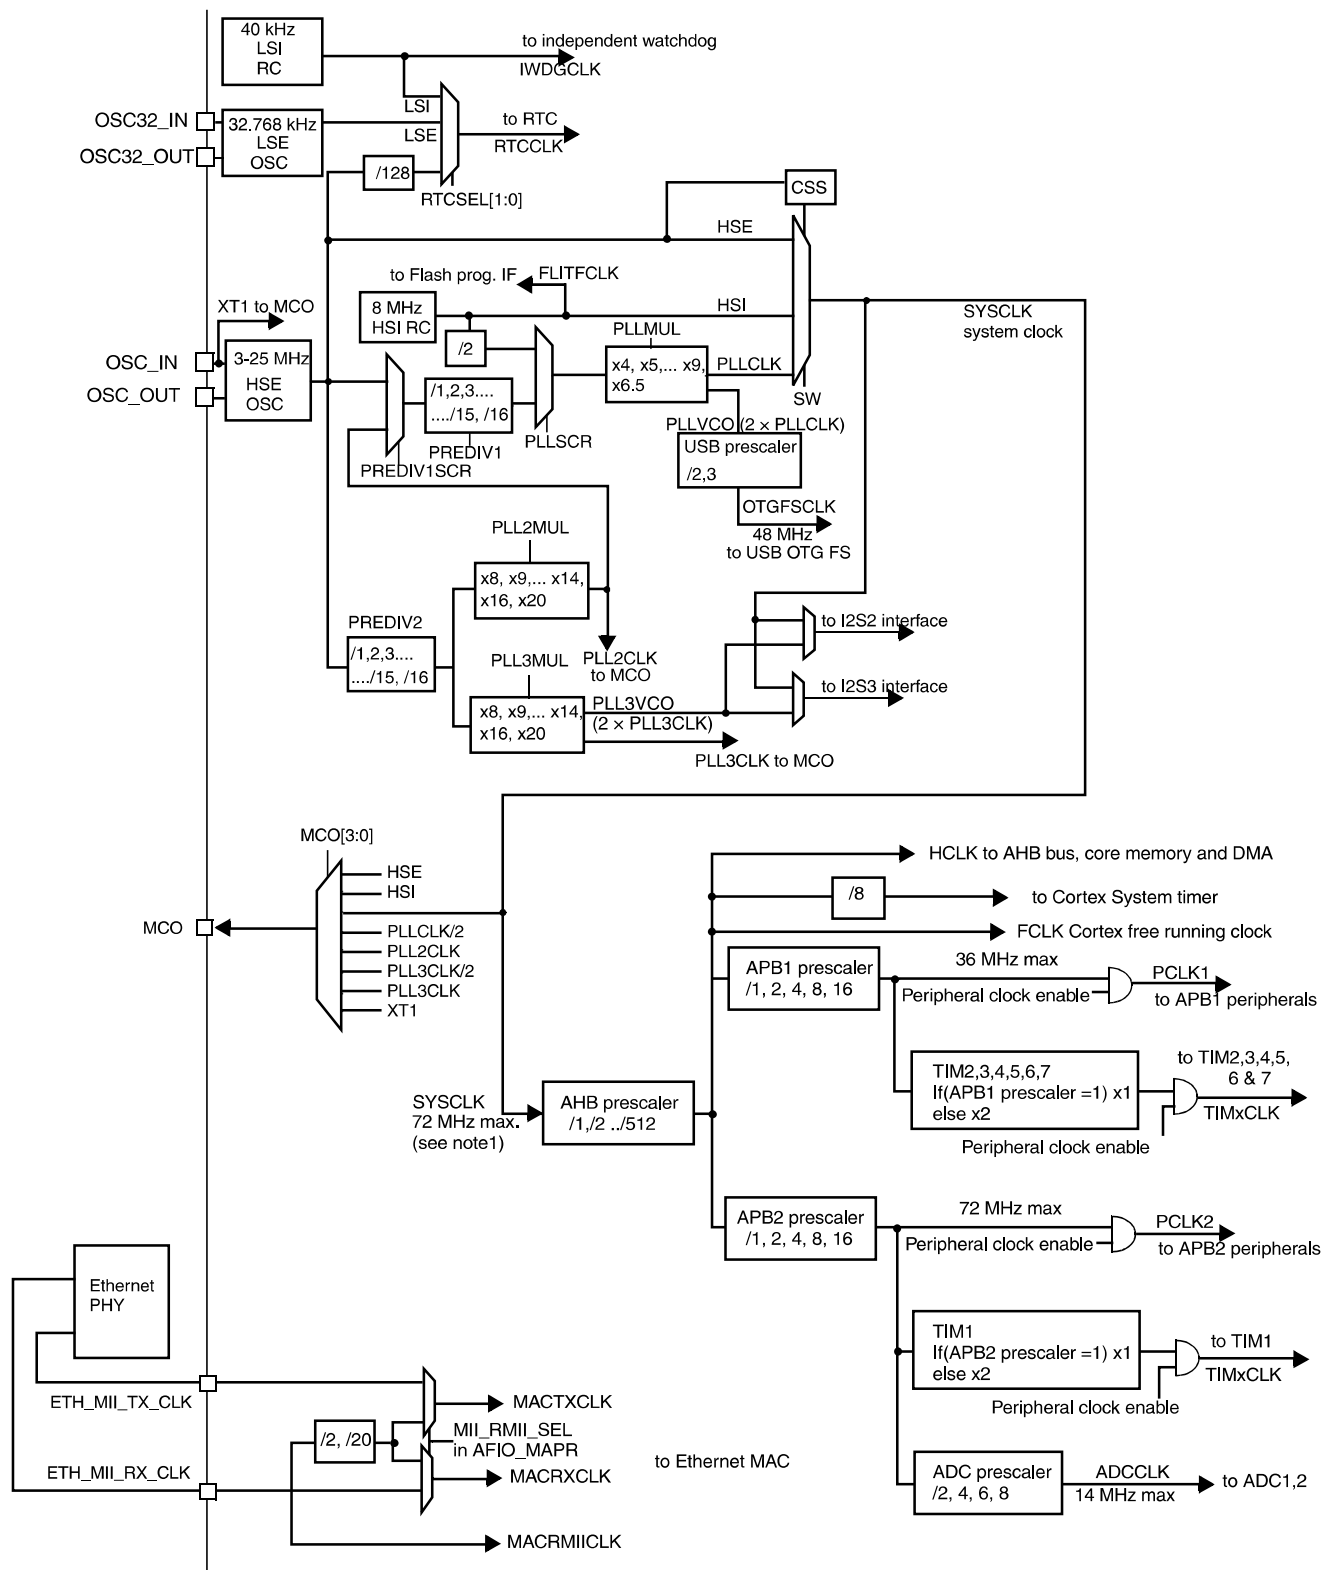 40 kHz
LSI
RC
to independent watchdog
IWDGCLK
LSI
OSC32_IN
OSC32_OUT
32.768 kHz
LSE
OSC
LSE
to RTC
RTCCLK
/128
RTCSEL[1:0]
CSS
HSE
to Flash prog. IF
FLITFCLK
XT1 to MCO
8 MHz
HSI RC
HSI
SYSCLK
system clock
/2
PLLMUL
x4, x5,... x9,
x6.5
PLLCLK
SW
OSC_IN
OSC_OUT
3-25 MHz
HSE
OSC
/1,2,3....
..../15, /16
PLLSCR
PREDIV1
PREDIV1SCR
PLLVCO (2 × PLLCLK)
USB prescaler
/2,3
OTGFSCLK
48 MHz
to USB OTG FS
PLL2MUL
x8, x9,... x14,
x16, x20
PREDIV2
/1,2,3....
..../15, /16
PLL2CLK
to MCO
to I2S2 interface
PLL3MUL
x8, x9,... x14,
x16, x20
PLL3VCO
(2 × PLL3CLK)
to I2S3 interface
PLL3CLK to MCO
MCO[3:0]
HSE
HSI
MCO
PLLCLK/2
PLL2CLK
PLL3CLK/2
PLL3CLK
XT1
HCLK to AHB bus, core memory and DMA
/8
to Cortex System timer
FCLK Cortex free running clock
APB1 prescaler
/1, 2, 4, 8, 16
36 MHz max
Peripheral clock enable
PCLK1
to APB1 peripherals
TIM2,3,4,5,6,7
If(APB1 prescaler =1) x1
else x2
to TIM2,3,4,5,
6 & 7
TIMxCLK
Peripheral clock enable
SYSCLK
72 MHz max.
(see note1)
AHB prescaler
/1,/2 ../512
APB2 prescaler
/1, 2, 4, 8, 16
72 MHz max
Peripheral clock enable
PCLK2
to APB2 peripherals
Ethernet
PHY
TIM1
If(APB2 prescaler =1) x1
else x2
to TIM1
TIMxCLK
Peripheral clock enable
ETH_MII_TX_CLK
MACTXCLK
/2, /20
MII_RMII_SEL
in AFIO_MAPR
to Ethernet MAC
ETH_MII_RX_CLK
MACRXCLK
ADC prescaler
/2, 4, 6, 8
ADCCLK
14 MHz max
to ADC1,2
MACRMIICLK